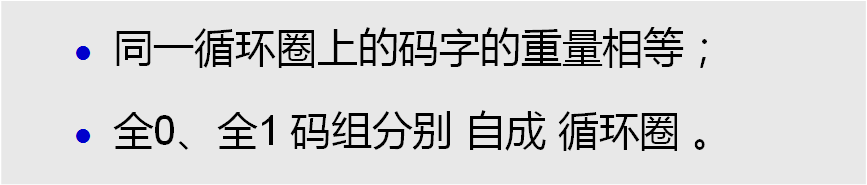 • 同一循环圈上的码字的重量相等；
• 全0、全1 码组分别 自成 循环圈 。